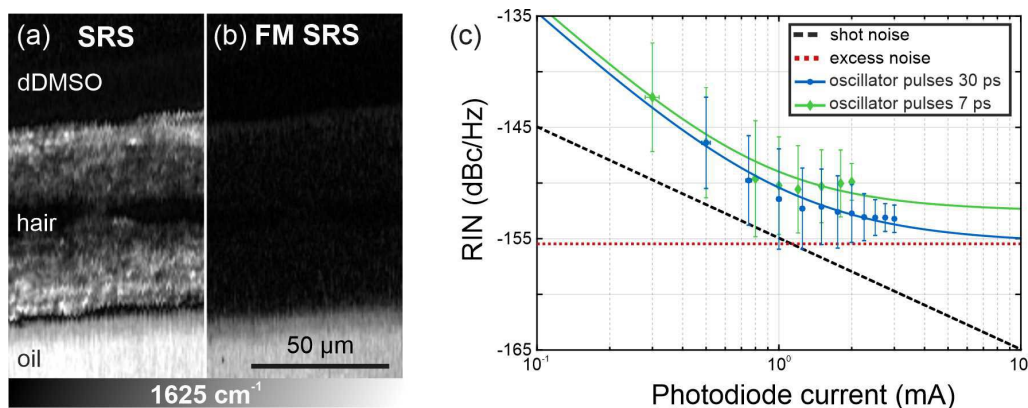 (a) SRS
dDMSO
hair
oil
(b) FM SRS
50 µm
1625 cm⁻¹
(c)
RIN (dBc/Hz)
-135
-145
-155
-165
shot noise
excess noise
oscillator pulses 30 ps
oscillator pulses 7 ps
10⁻¹
10⁰
10
Photodiode current (mA)